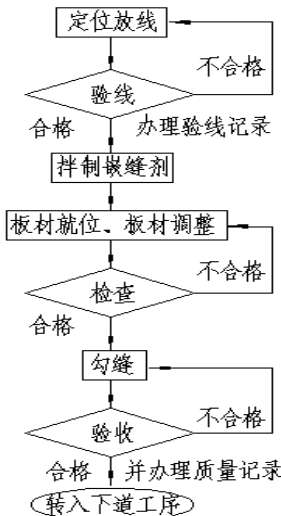 定位放线
不合格
验线
合格 办理验线记录
拌制嵌缝剂
板材就位、板材调整
不合格
检查
合格
勾缝
不合格
验收
合格 并办理质量记录
转入下道工序